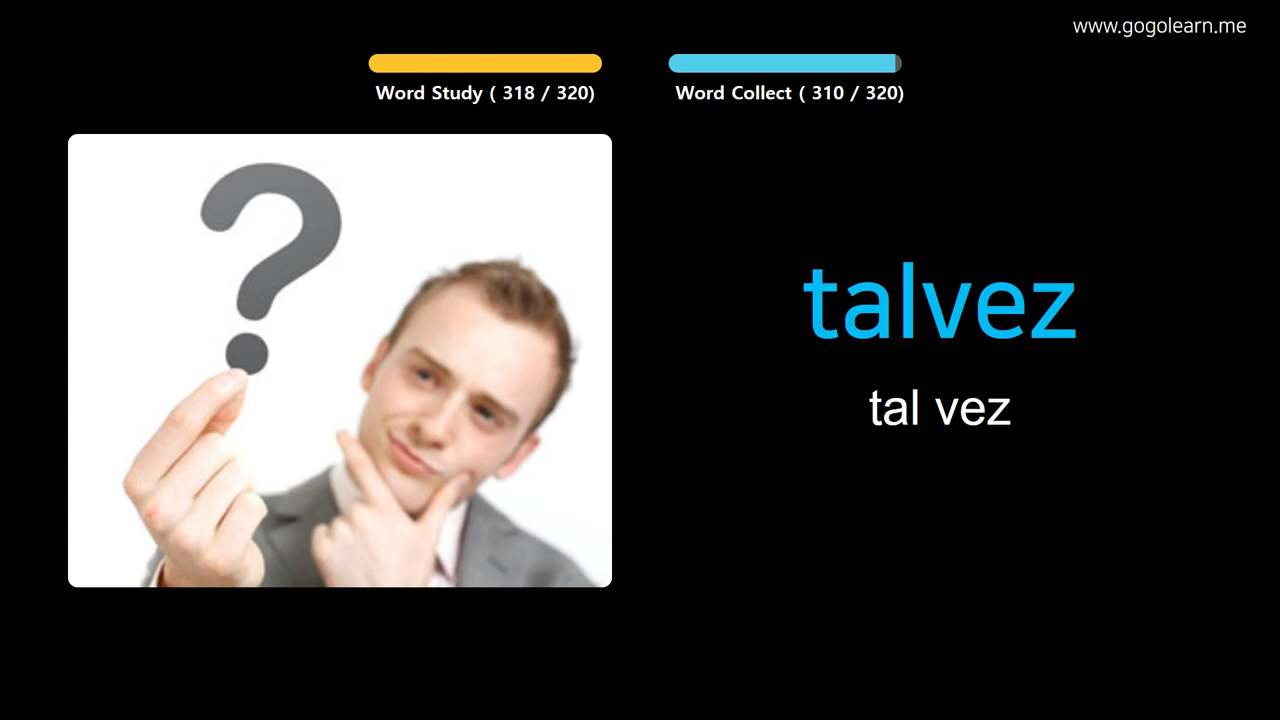 www.gogolearn.me
Word Study ( 318 / 320)
Word Collect ( 310 / 320)
?
talvez
tal vez